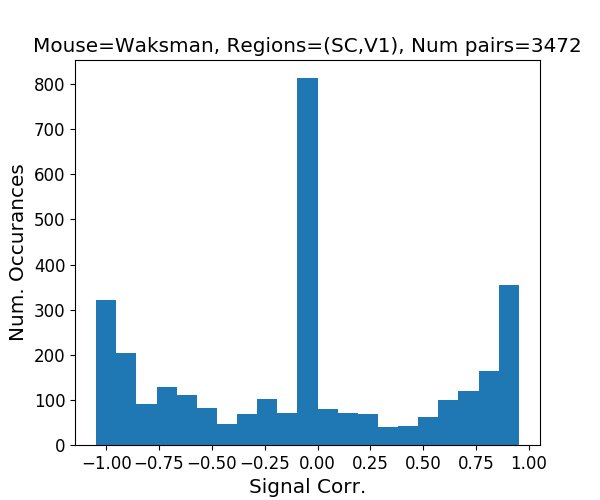 Mouse=Waksman, Regions=(SC,V1), Num pairs=3472
800
700
600
500
400
300
200
100
0
Num. Occurances
−1.00 −0.75 −0.50 −0.25 0.00 0.25 0.50 0.75 1.00
Signal Corr.